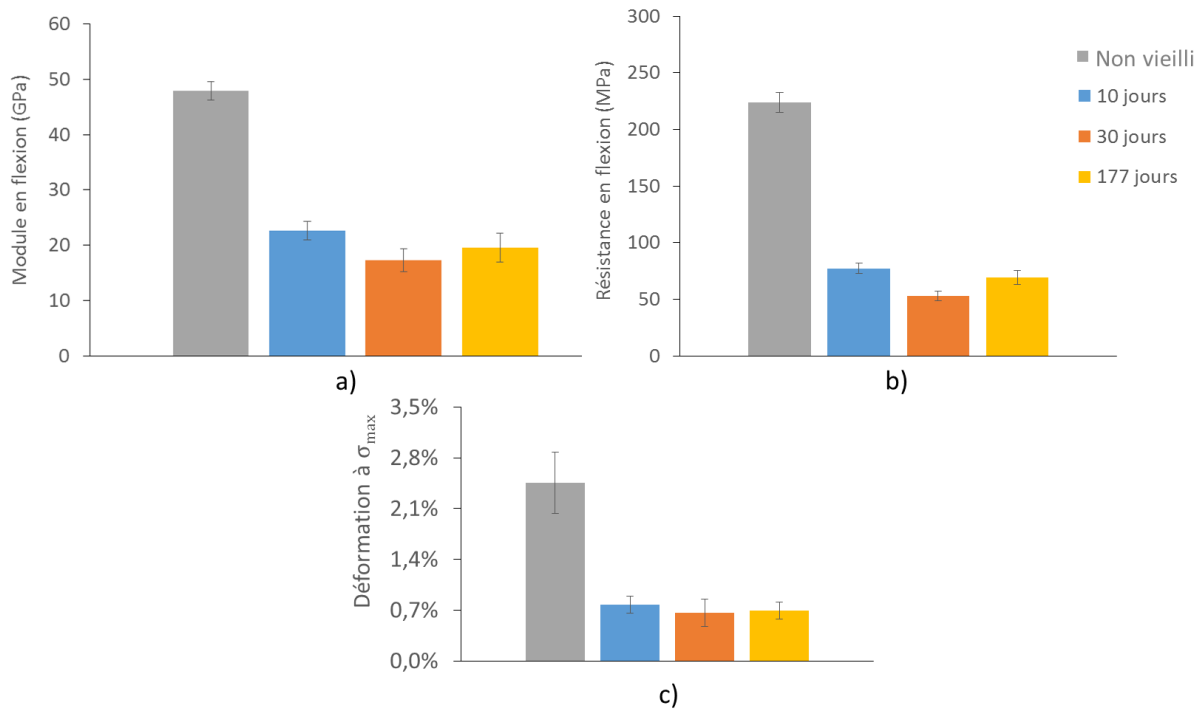 Module en flexion (GPa)
60
50
40
30
20
10
0
a)
Résistance en flexion (MPa)
300
250
200
150
100
50
0
b)
Non vieilli
10 jours
30 jours
177 jours
Déformation à σmax
3,5%
2,8%
2,1%
1,4%
0,7%
0,0%
c)